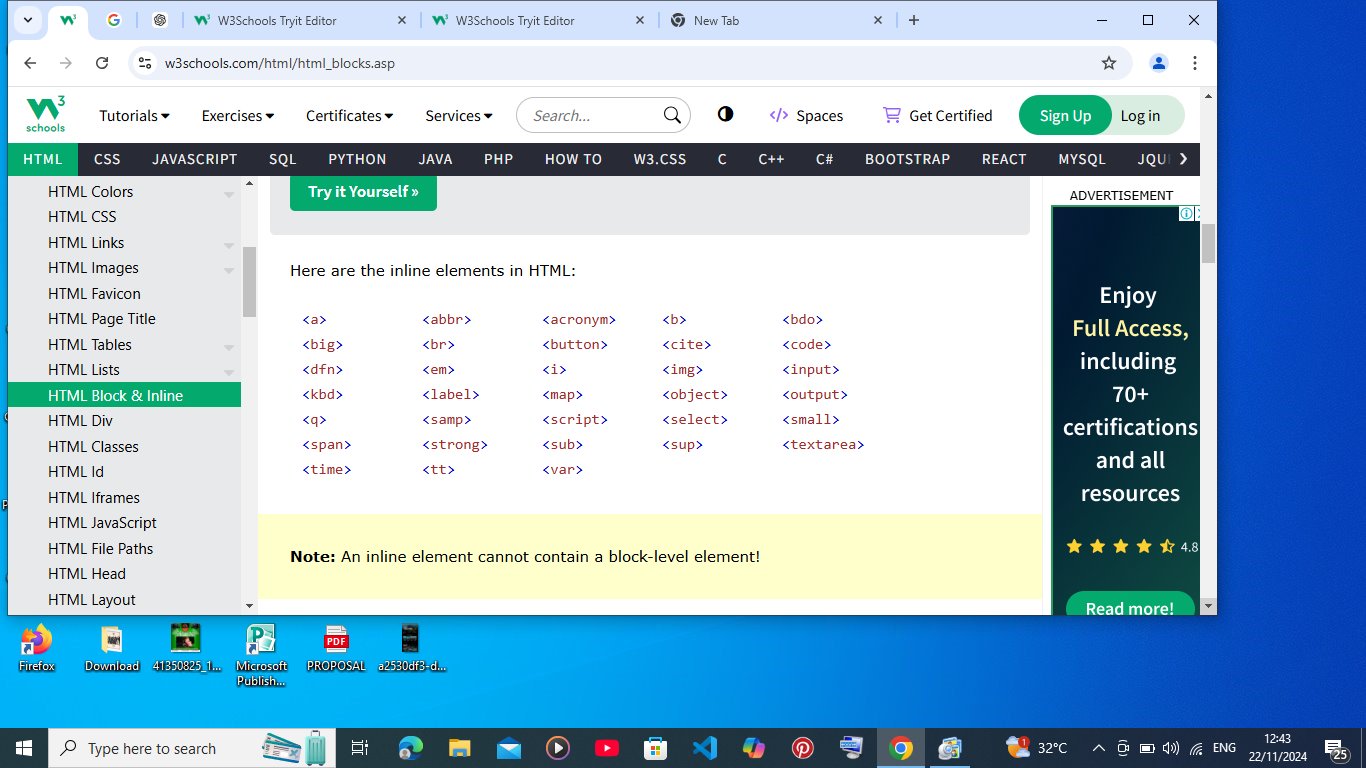 W3Schools Tryit Editor
W3Schools Tryit Editor
New Tab
w3schools.com/html/html_blocks.asp
W3 schools
Tutorials
Exercises
Certificates
Services
Search...
Spaces
Get Certified
Sign Up
Log in
HTML CSS JAVASCRIPT SQL PYTHON JAVA PHP HOW TO W3.CSS C C++ C# BOOTSTRAP REACT MYSQL JQU
HTML Colors
HTML CSS
HTML Links
HTML Images
HTML Favicon
HTML Page Title
HTML Tables
HTML Lists
HTML Block & Inline
HTML Div
HTML Classes
HTML Id
HTML Iframes
HTML JavaScript
HTML File Paths
HTML Head
HTML Layout
Try it Yourself »
Here are the inline elements in HTML:
<a> <abbr> <acronym> <b> <bdo>
<big> <br> <button> <cite> <code>
<dfn> <em> <i> <img> <input>
<kbd> <label> <map> <object> <output>
<q> <samp> <script> <select> <small>
<span> <strong> <sub> <sup> <textarea>
<time> <tt> <var>
Note: An inline element cannot contain a block-level element!
ADVERTISEMENT
Enjoy
Full Access,
including
70+
certifications
and all
resources
4.8
Read more!
Firefox
Download
41350825_1...
Microsoft
Publish...
PROPOSAL
PDF
a2530df3-d...
Type here to search
32°C
ENG
12:43
22/11/2024
25